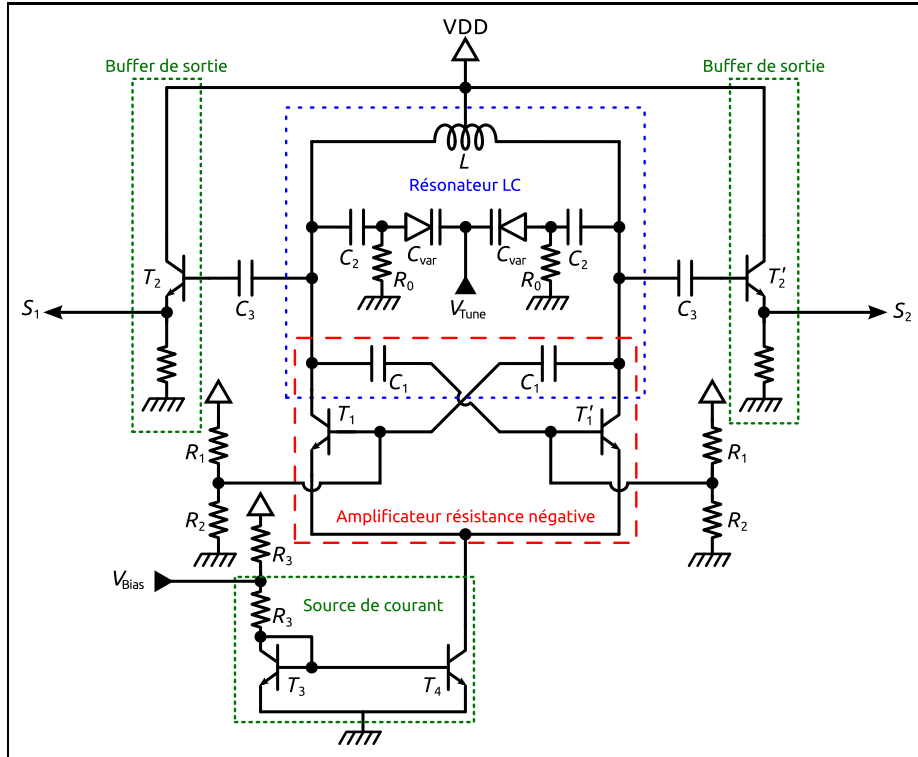 VDD
Buffer de sortie
Buffer de sortie
L
Résonateur LC
C2
Cvar
Cvar
C2
R0
R0
VTune
T2
C3
C3
T2′
S1
S2
C1
C1
T1
T1′
R1
R1
R2
R2
Amplificateur résistance négative
R3
VBias
R3
Source de courant
T3
T4